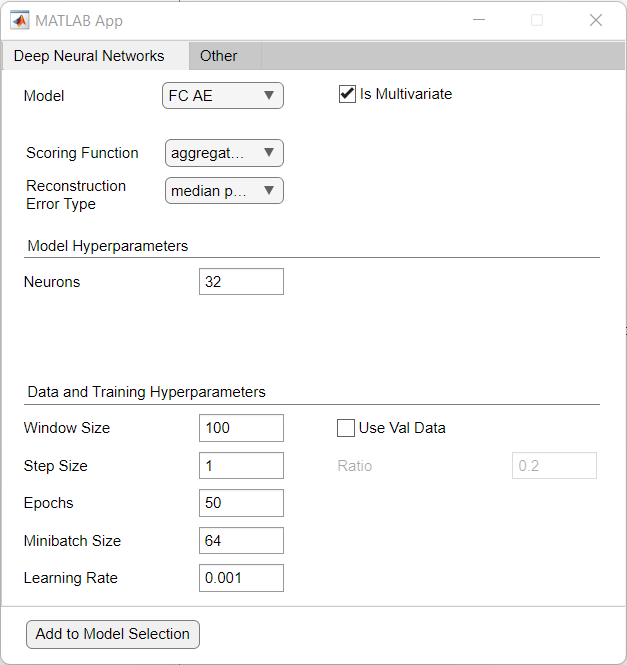 MATLAB App
Deep Neural Networks Other
Model FC AE Is Multivariate
Scoring Function aggregat...
Reconstruction
Error Type median p...
Model Hyperparameters
Neurons 32
Data and Training Hyperparameters
Window Size 100 Use Val Data
Step Size 1 Ratio 0.2
Epochs 50
Minibatch Size 64
Learning Rate 0.001
Add to Model Selection